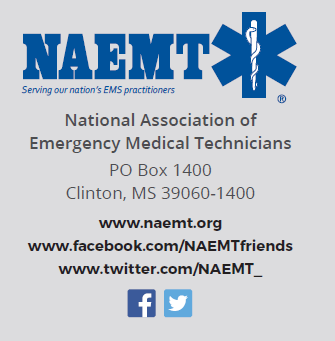 NAEMT
Serving our nation's EMS practitioners
®
National Association of
Emergency Medical Technicians
PO Box 1400
Clinton, MS 39060-1400
www.naemt.org
www.facebook.com/NAEMTfriends
www.twitter.com/NAEMT_